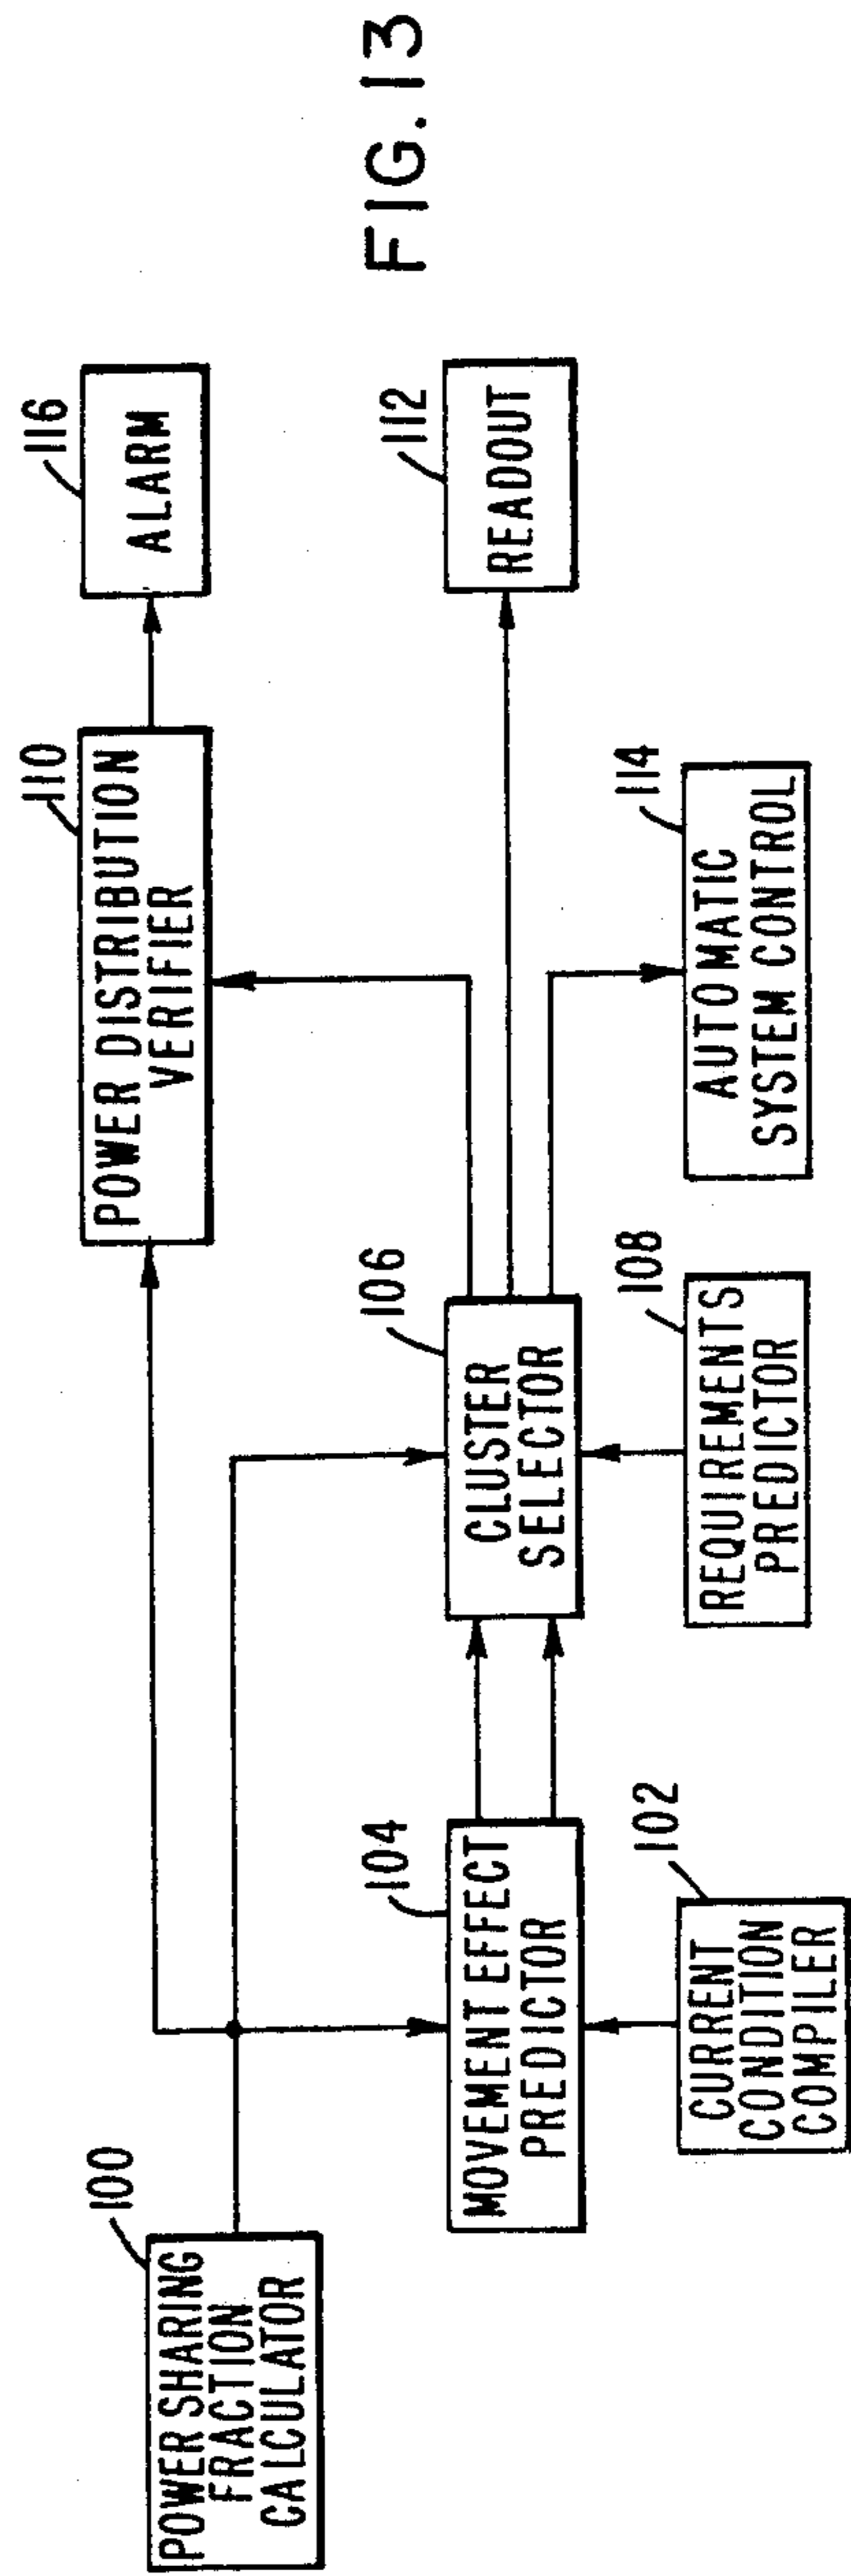 100
POWER SHARING
FRACTION
CALCULATOR
110
POWER DISTRIBUTION
VERIFIER
116
ALARM
104
MOVEMENT EFFECT
PREDICTOR
106
CLUSTER
SELECTOR
112
READOUT
102
CURRENT
CONDITION
COMPILER
108
REQUIREMENTS
PREDICTOR
114
AUTOMATIC
SYSTEM CONTROL
FIG. 13